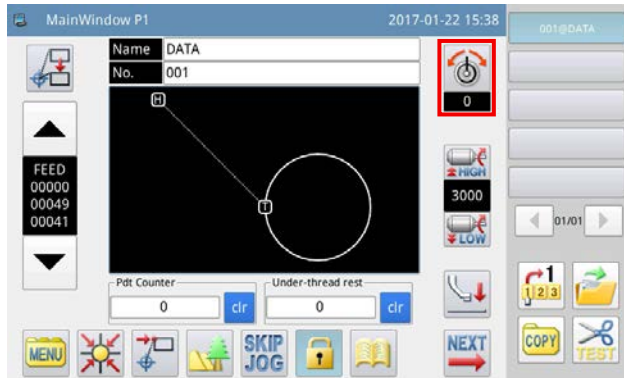 MainWindow P1
2017-01-22 15:38
001@DATA
Name DATA
No. 001
0
H
T
FEED
00000
00049
00041
HIGH
3000
LOW
01/01
Pdt Counter
0
clr
Under-thread rest
0
clr
1 2 3
MENU
SKIP
JOG
NEXT
COPY
TEST